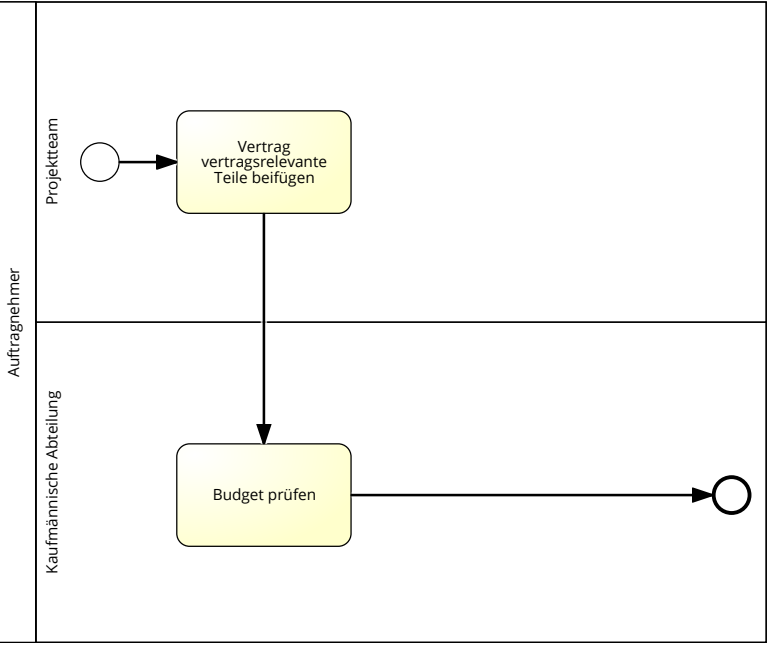 Auftragnehmer
Projektteam
Vertrag
vertragsrelevante
Teile beifügen
Kaufmännische Abteilung
Budget prüfen